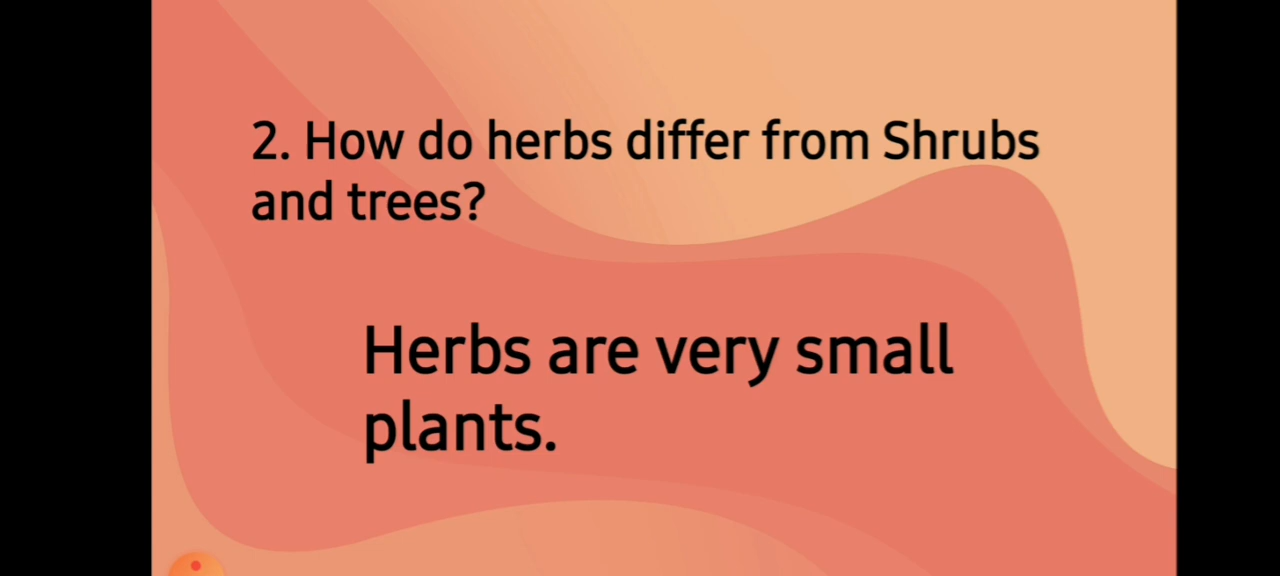 2. How do herbs differ from Shrubs
and trees?
Herbs are very small
plants.